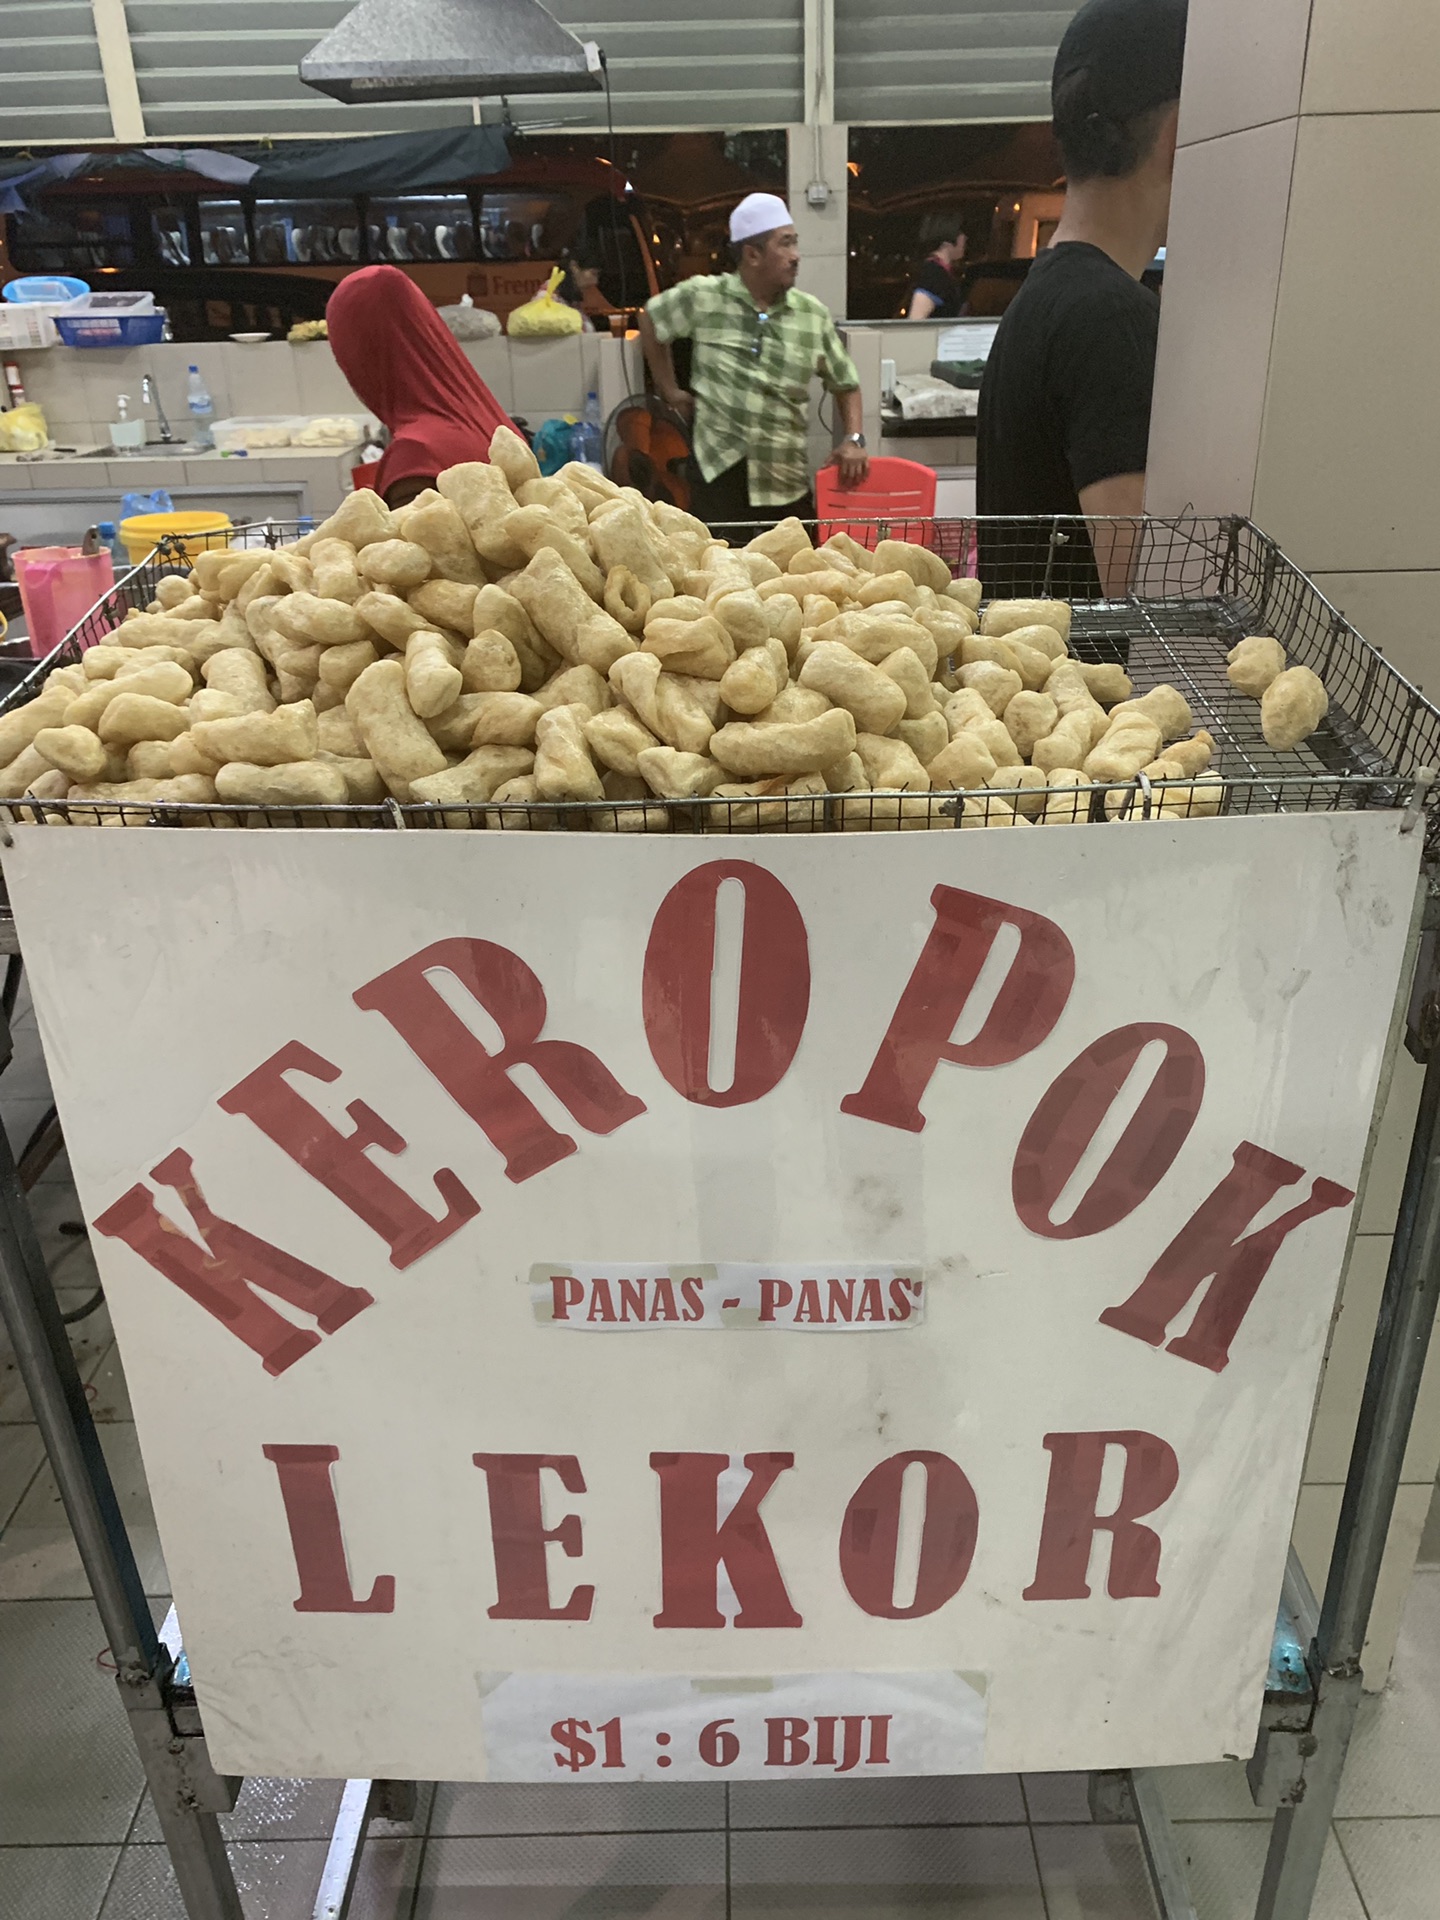 KEROPOK
PANAS - PANAS
LEKOR
$1 : 6 BIJI